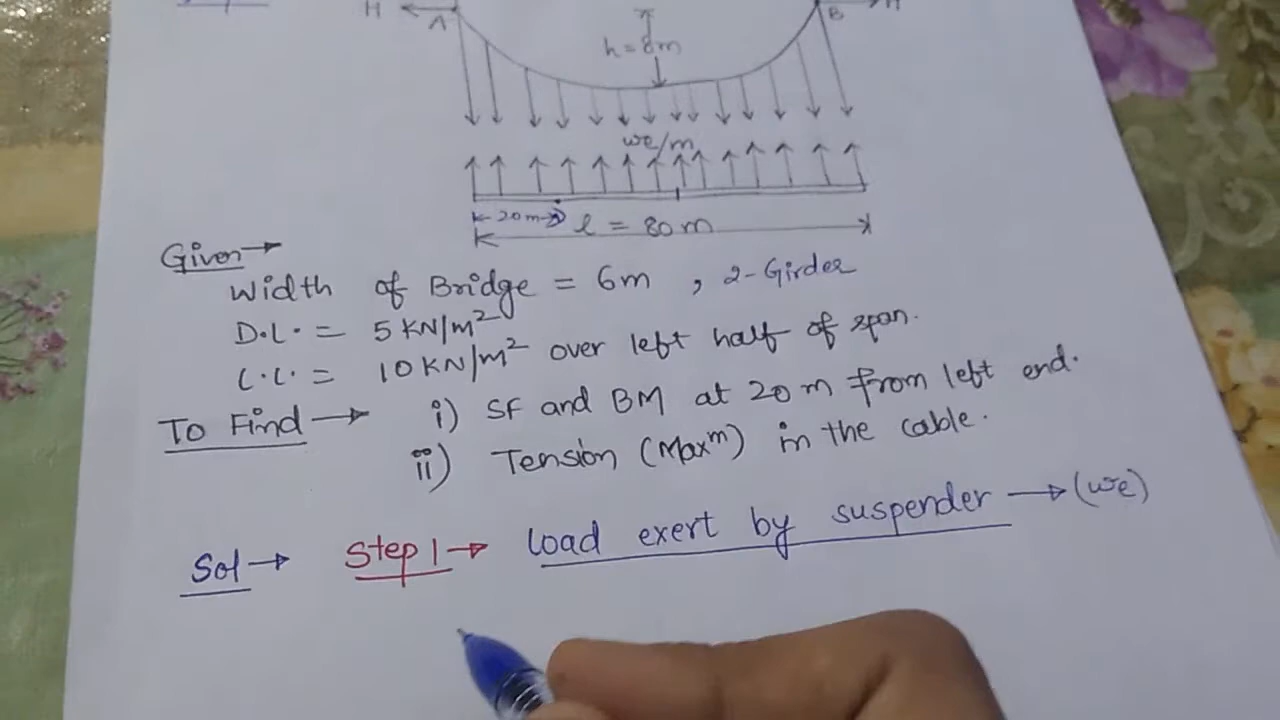 H A B H
h = 8m
we/m
20m
l = 80m
Given →
Width of Bridge = 6m , 2-Girder
D.L. = 5 KN/m²
L.L. = 10 KN/m² over left half of span.
To Find → i) SF and BM at 20 m from left end.
ii) Tension (Maxᵐ) in the cable.
Sol → Step 1 → Load exert by suspender → (we)